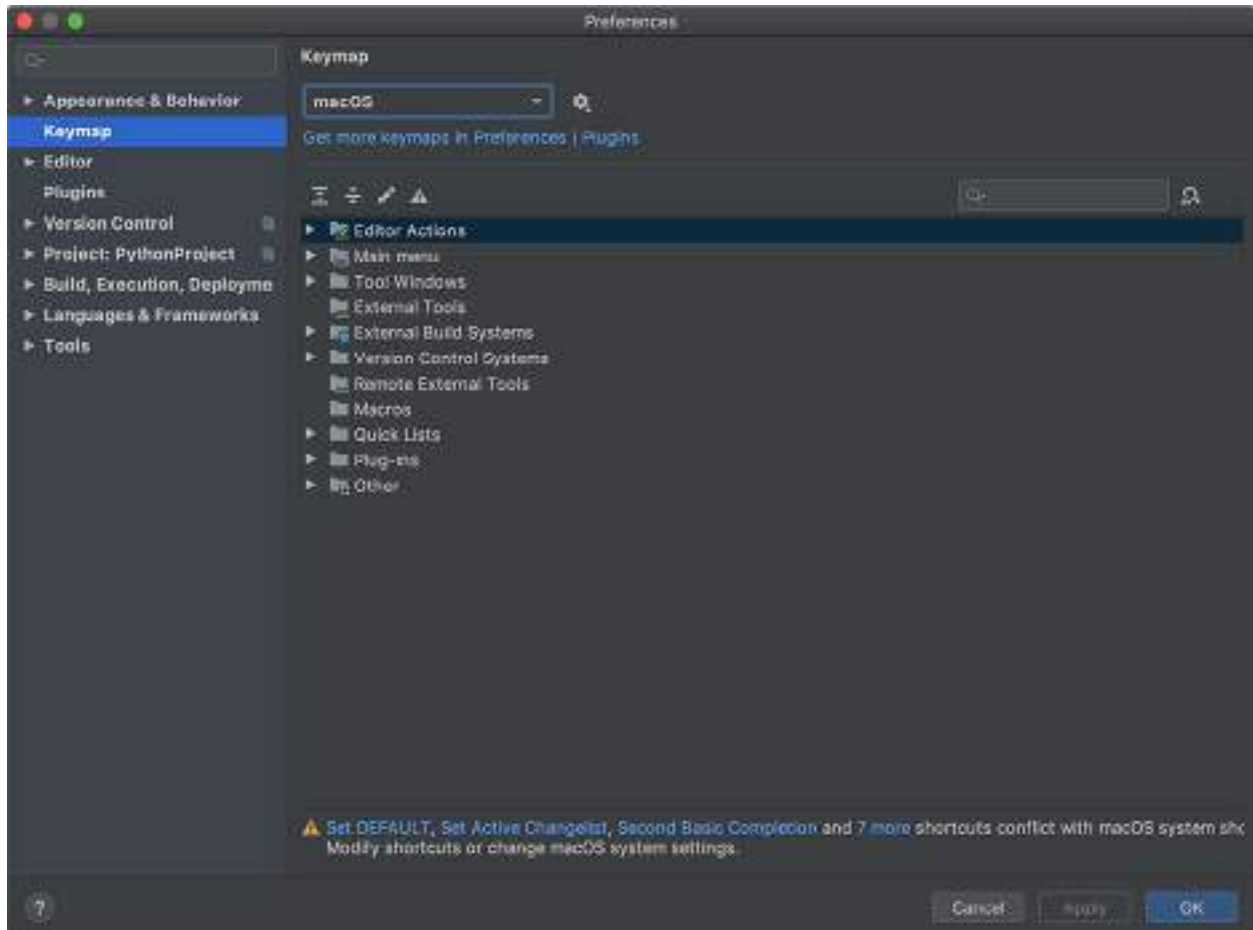 Preferences
Appearance & Behavior
Keymap
Editor
Plugins
Version Control
Project: PythonProject
Build, Execution, Deployme
Languages & Frameworks
Tools
Keymap
macOS
Get more keymaps in Preferences | Plugins
Editor Actions
Main menu
Tool Windows
External Tools
External Build Systems
Version Control Systems
Remote External Tools
Macros
Quick Lists
Plug-ins
Other
Set DEFAULT, Set Active Changelist, Second Basic Completion and 7 more shortcuts conflict with macOS system sho
Modify shortcuts or change macOS system settings.
?
Cancel
Apply
OK